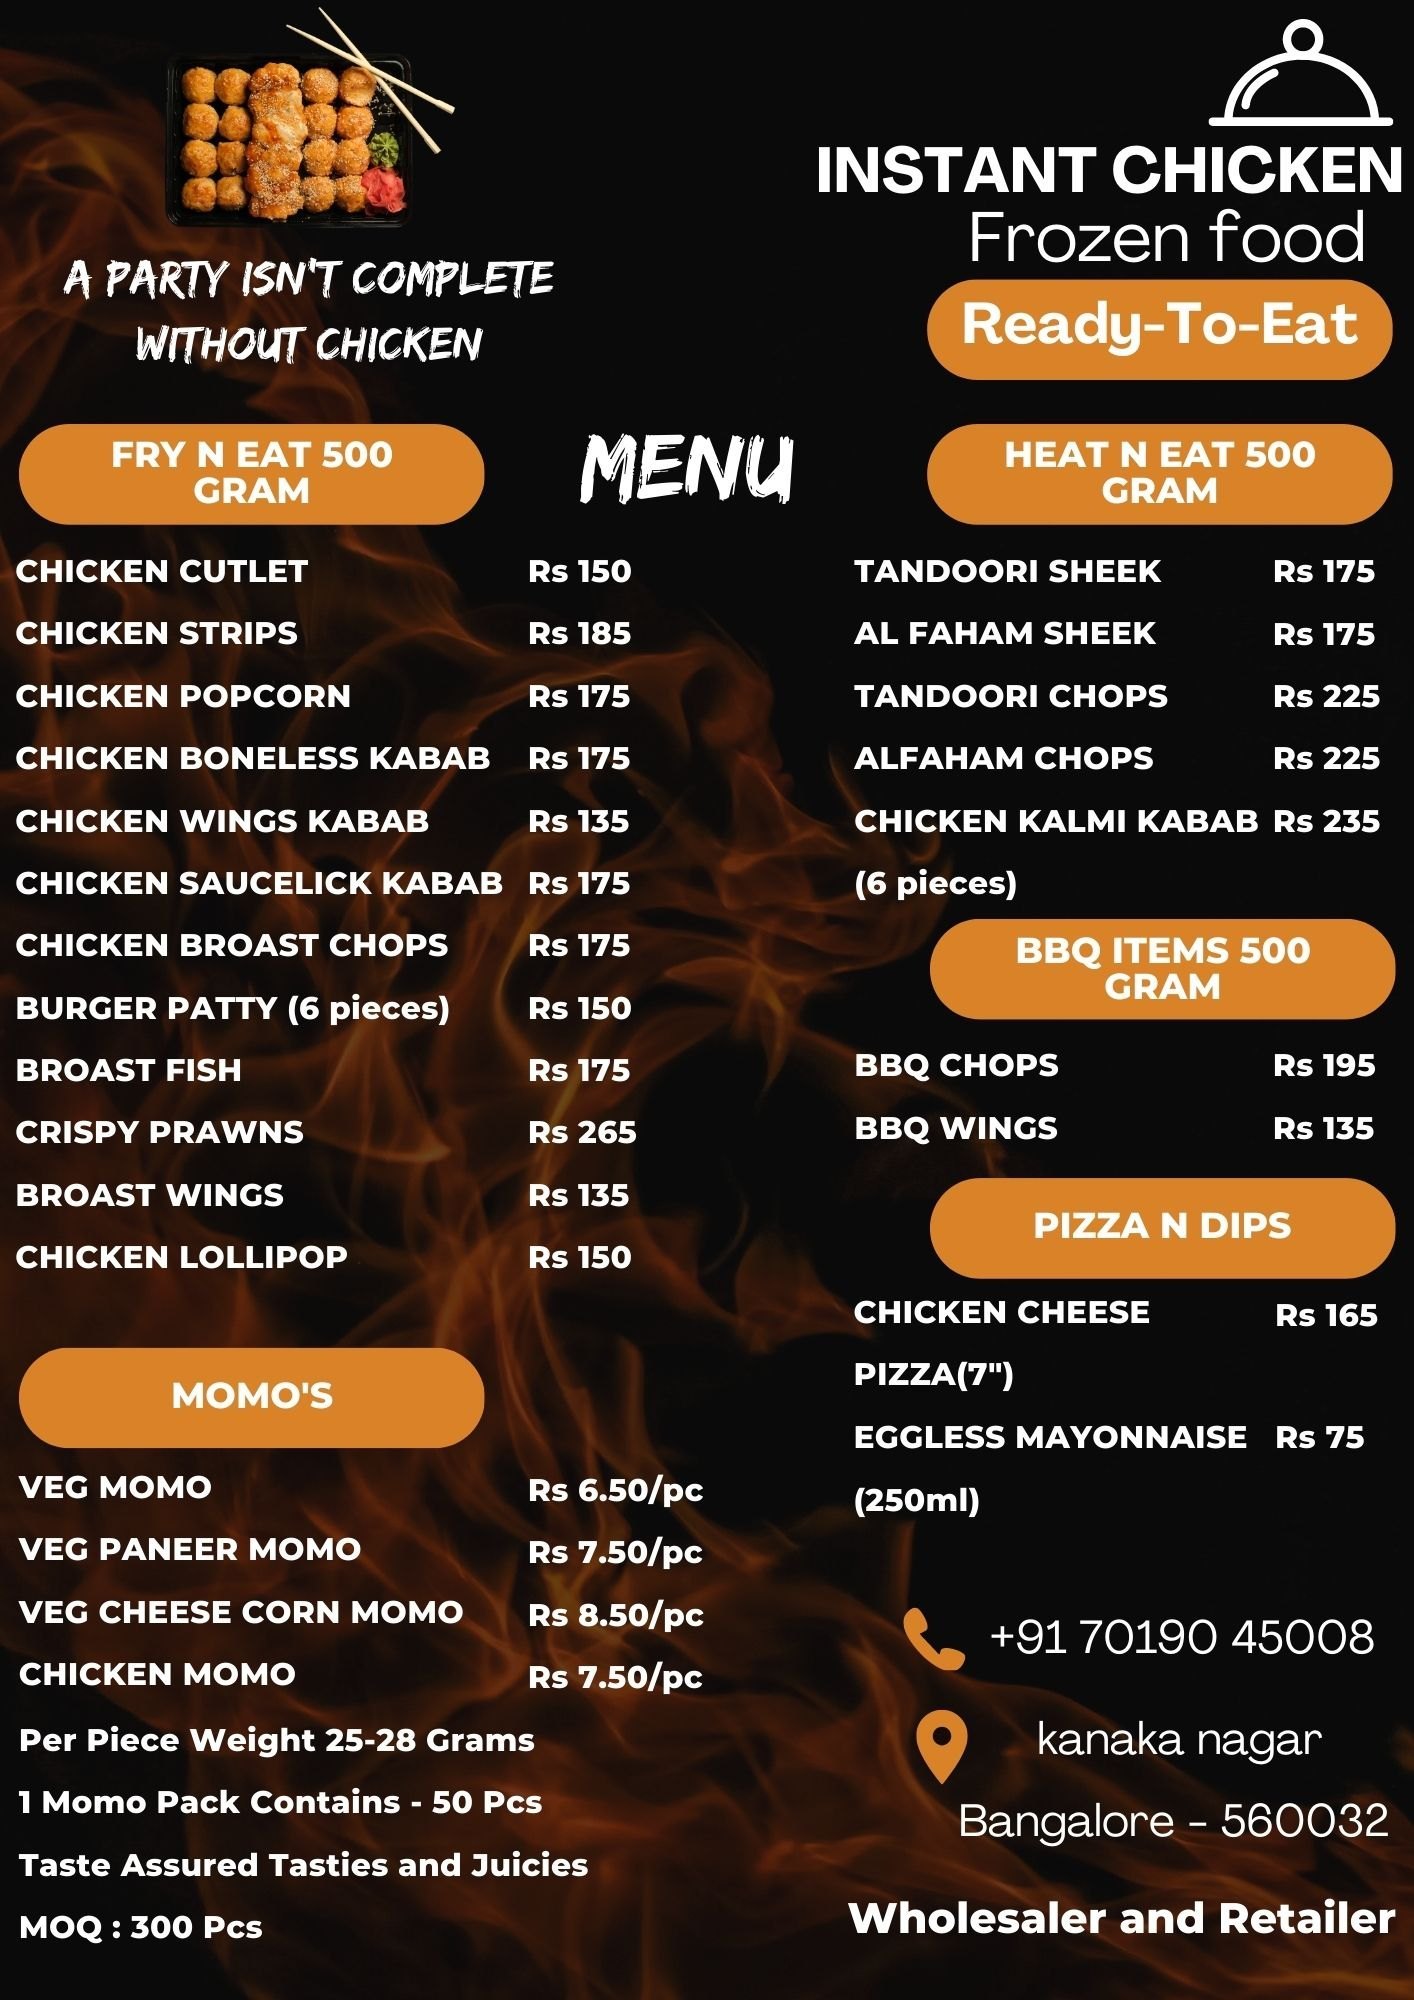 INSTANT CHICKEN
Frozen food
Ready-To-Eat
A PARTY ISN'T COMPLETE
WITHOUT CHICKEN
MENU
FRY N EAT 500
GRAM
CHICKEN CUTLET Rs 150
CHICKEN STRIPS Rs 185
CHICKEN POPCORN Rs 175
CHICKEN BONELESS KABAB Rs 175
CHICKEN WINGS KABAB Rs 135
CHICKEN SAUCELICK KABAB Rs 175
CHICKEN BROAST CHOPS Rs 175
BURGER PATTY (6 pieces) Rs 150
BROAST FISH Rs 175
CRISPY PRAWNS Rs 265
BROAST WINGS Rs 135
CHICKEN LOLLIPOP Rs 150
MOMO'S
VEG MOMO Rs 6.50/pc
VEG PANEER MOMO Rs 7.50/pc
VEG CHEESE CORN MOMO Rs 8.50/pc
CHICKEN MOMO Rs 7.50/pc
Per Piece Weight 25-28 Grams
1 Momo Pack Contains - 50 Pcs
Taste Assured Tasties and Juicies
MOQ : 300 Pcs
HEAT N EAT 500
GRAM
TANDOORI SHEEK Rs 175
AL FAHAM SHEEK Rs 175
TANDOORI CHOPS Rs 225
ALFAHAM CHOPS Rs 225
CHICKEN KALMI KABAB Rs 235
(6 pieces)
BBQ ITEMS 500
GRAM
BBQ CHOPS Rs 195
BBQ WINGS Rs 135
PIZZA N DIPS
CHICKEN CHEESE Rs 165
PIZZA(7")
EGGLESS MAYONNAISE Rs 75
(250ml)
+91 70190 45008
kanaka nagar
Bangalore - 560032
Wholesaler and Retailer